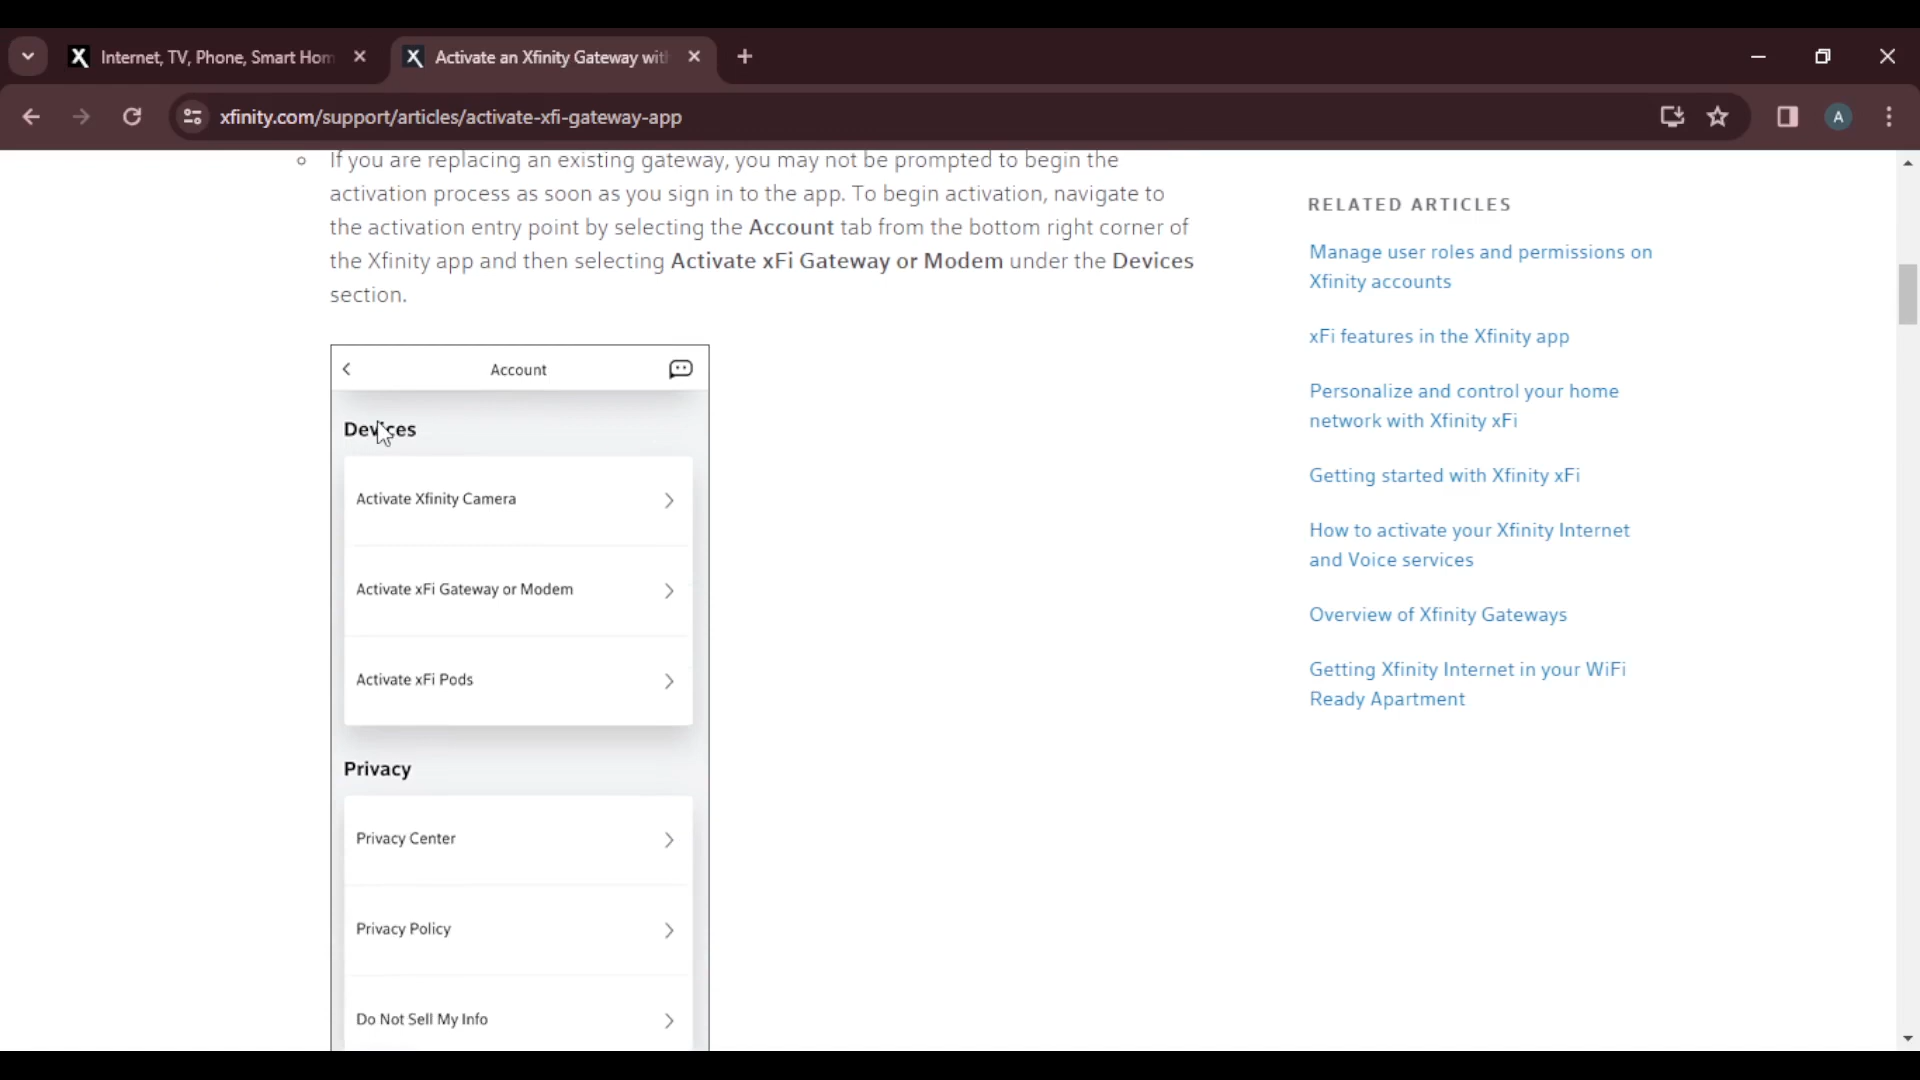 Internet, TV, Phone, Smart Hom
Activate an Xfinity Gateway with
xfinity.com/support/articles/activate-xfi-gateway-app
A
If you are replacing an existing gateway, you may not be prompted to begin the
activation process as soon as you sign in to the app. To begin activation, navigate to
the activation entry point by selecting the Account tab from the bottom right corner of
the Xfinity app and then selecting Activate xFi Gateway or Modem under the Devices
section.
Account
Devices
Activate Xfinity Camera
Activate xFi Gateway or Modem
Activate xFi Pods
Privacy
Privacy Center
Privacy Policy
Do Not Sell My Info
RELATED ARTICLES
Manage user roles and permissions on
Xfinity accounts
xFi features in the Xfinity app
Personalize and control your home
network with Xfinity xFi
Getting started with Xfinity xFi
How to activate your Xfinity Internet
and Voice services
Overview of Xfinity Gateways
Getting Xfinity Internet in your WiFi
Ready Apartment